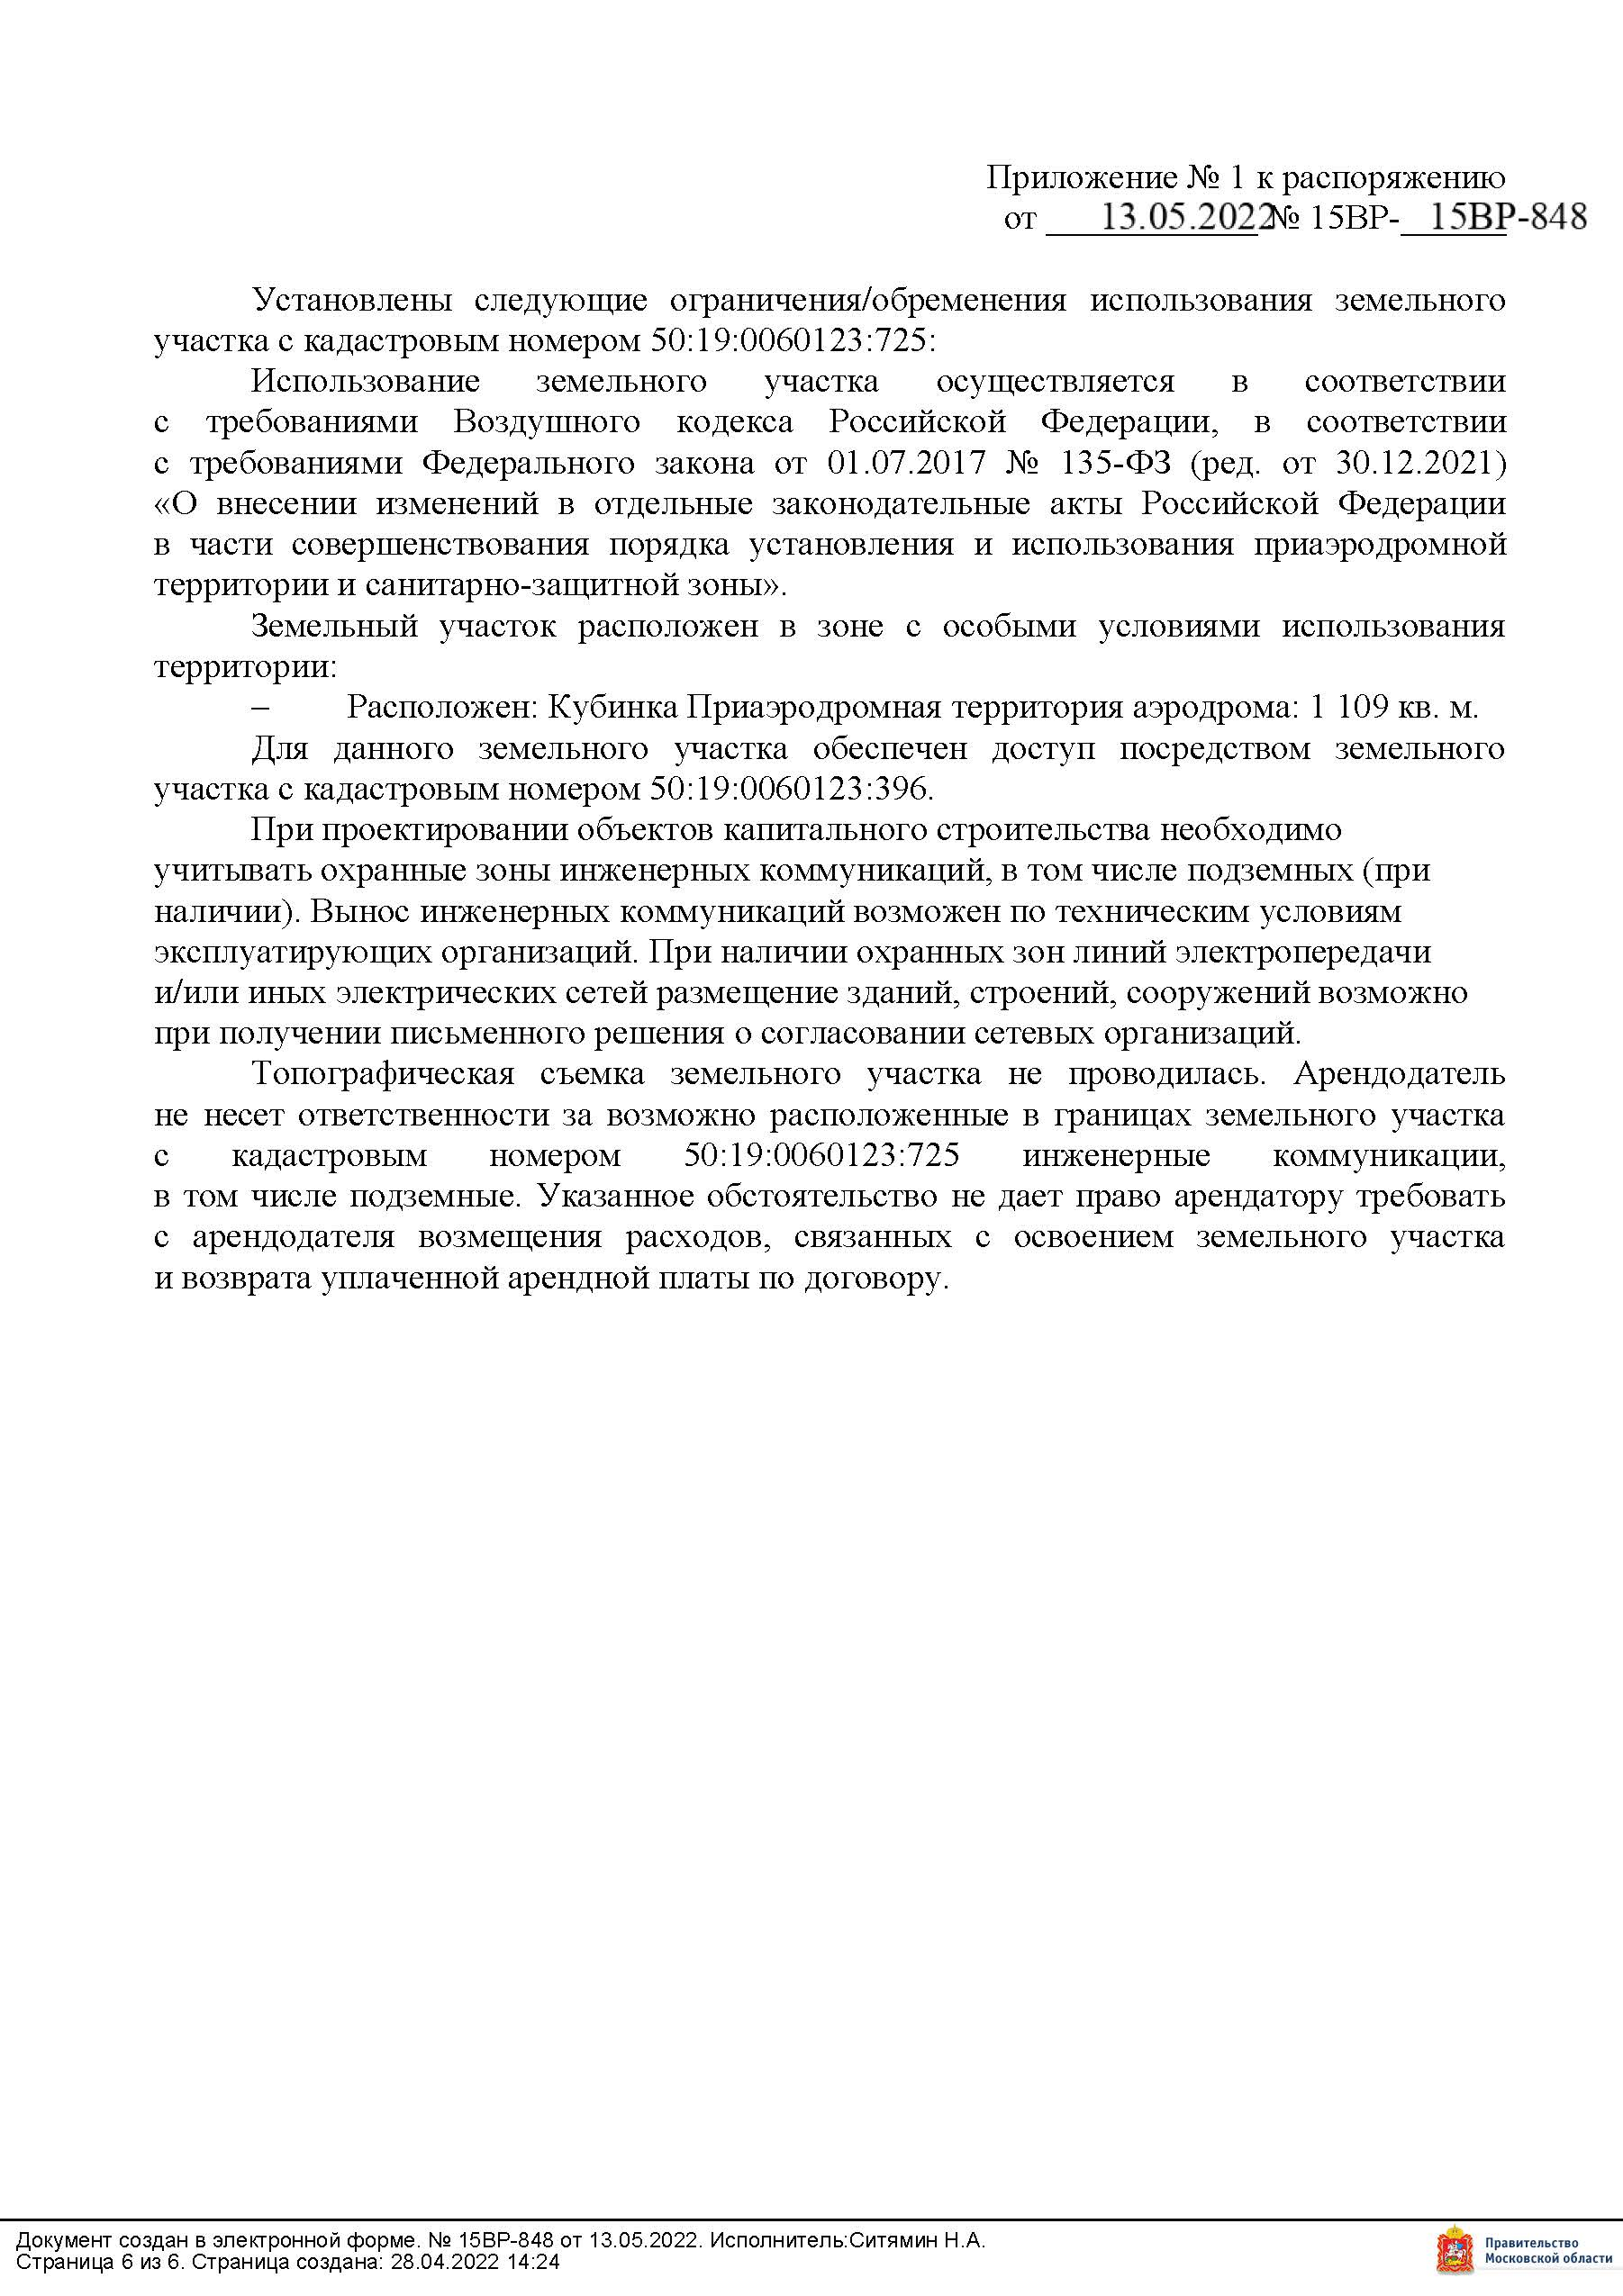 Приложение № 1 к распоряжению
от 13.05.2022 № 15ВР- 15ВР-848
Установлены следующие ограничения/обременения использования земельного
участка с кадастровым номером 50:19:0060123:725:
Использование земельного участка осуществляется в соответствии
с требованиями Воздушного кодекса Российской Федерации, в соответствии
с требованиями Федерального закона от 01.07.2017 № 135-ФЗ (ред. от 30.12.2021)
«О внесении изменений в отдельные законодательные акты Российской Федерации
в части совершенствования порядка установления и использования приаэродромной
территории и санитарно-защитной зоны».
Земельный участок расположен в зоне с особыми условиями использования
территории:
– Расположен: Кубинка Приаэродромная территория аэродрома: 1 109 кв. м.
Для данного земельного участка обеспечен доступ посредством земельного
участка с кадастровым номером 50:19:0060123:396.
При проектировании объектов капитального строительства необходимо
учитывать охранные зоны инженерных коммуникаций, в том числе подземных (при
наличии). Вынос инженерных коммуникаций возможен по техническим условиям
эксплуатирующих организаций. При наличии охранных зон линий электропередачи
и/или иных электрических сетей размещение зданий, строений, сооружений возможно
при получении письменного решения о согласовании сетевых организаций.
Топографическая съемка земельного участка не проводилась. Арендодатель
не несет ответственности за возможно расположенные в границах земельного участка
с кадастровым номером 50:19:0060123:725 инженерные коммуникации,
в том числе подземные. Указанное обстоятельство не дает право арендатору требовать
с арендодателя возмещения расходов, связанных с освоением земельного участка
и возврата уплаченной арендной платы по договору.
Документ создан в электронной форме. № 15ВР-848 от 13.05.2022. Исполнитель:Ситямин Н.А.
Страница 6 из 6. Страница создана: 28.04.2022 14:24
Правительство
Московской области